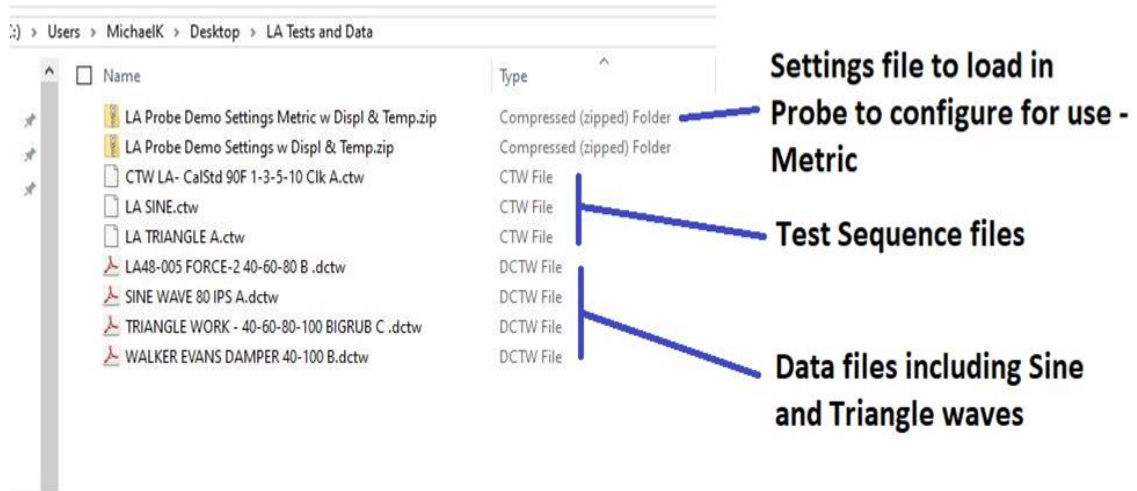 :) › Users › MichaelK › Desktop › LA Tests and Data
Name Type
LA Probe Demo Settings Metric w Displ & Temp.zip Compressed (zipped) Folder
LA Probe Demo Settings w Displ & Temp.zip Compressed (zipped) Folder
CTW LA- CalStd 90F 1-3-5-10 Clk A.ctw CTW File
LA SINE.ctw CTW File
LA TRIANGLE A.ctw CTW File
LA48-005 FORCE-2 40-60-80 B .dctw DCTW File
SINE WAVE 80 IPS A.dctw DCTW File
TRIANGLE WORK - 40-60-80-100 BIGRUB C .dctw DCTW File
WALKER EVANS DAMPER 40-100 B.dctw DCTW File
Settings file to load in
Probe to configure for use -
Metric
Test Sequence files
Data files including Sine
and Triangle waves